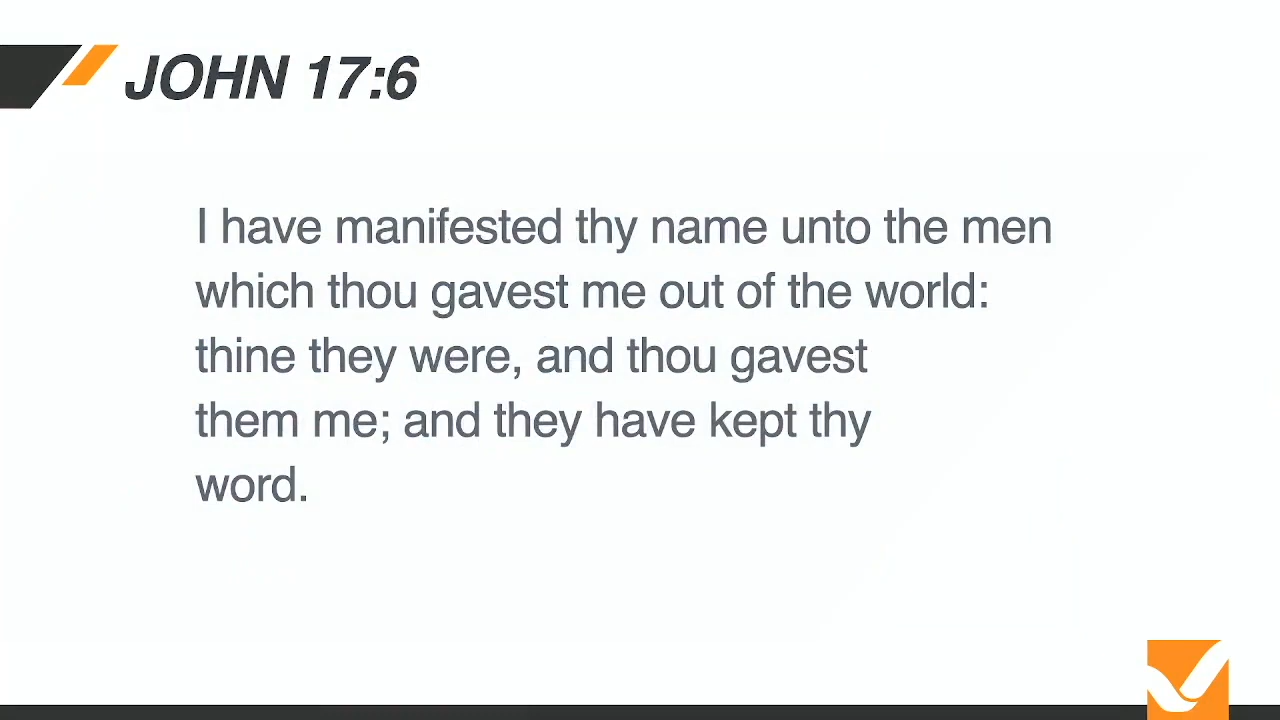 JOHN 17:6
I have manifested thy name unto the men
which thou gavest me out of the world:
thine they were, and thou gavest
them me; and they have kept thy
word.